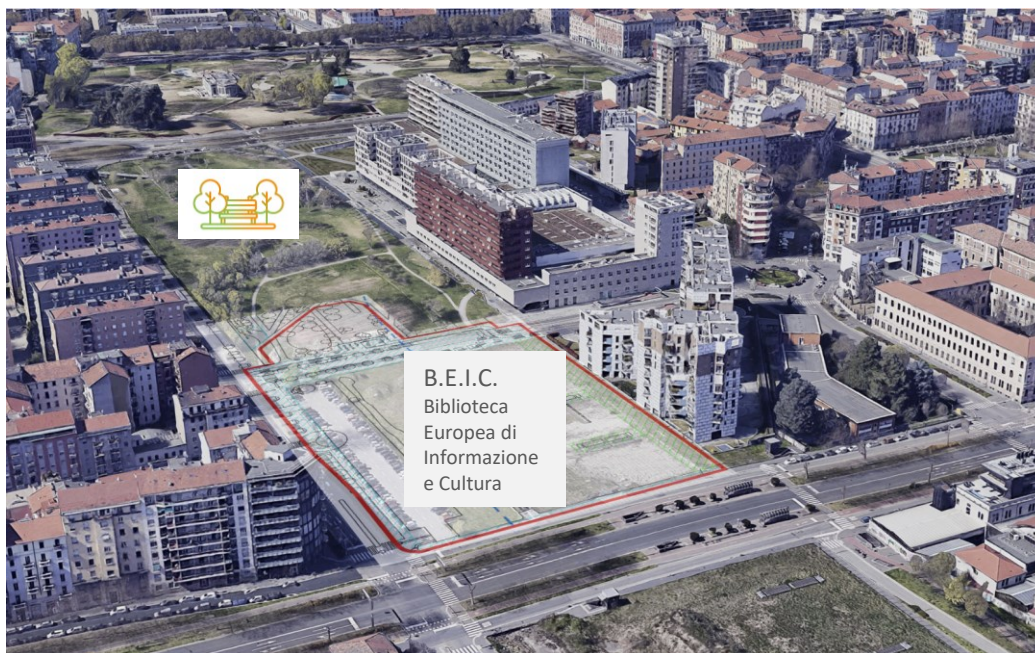 B.E.I.C.
Biblioteca
Europea di
Informazione
e Cultura